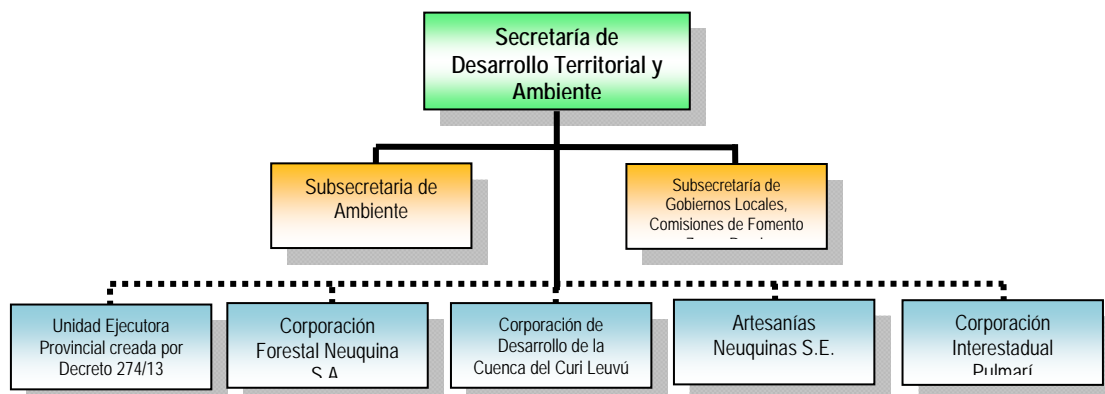 Secretaría de
Desarrollo Territorial y
Ambiente
Subsecretaria de
Ambiente
Subsecretaría de
Gobiernos Locales,
Comisiones de Fomento
Unidad Ejecutora
Provincial creada por
Decreto 274/13
Corporación
Forestal Neuquina
S.A.
Corporación de
Desarrollo de la
Cuenca del Curi Leuvú
Artesanías
Neuquinas S.E.
Corporación
Interestadual
Pulmarí